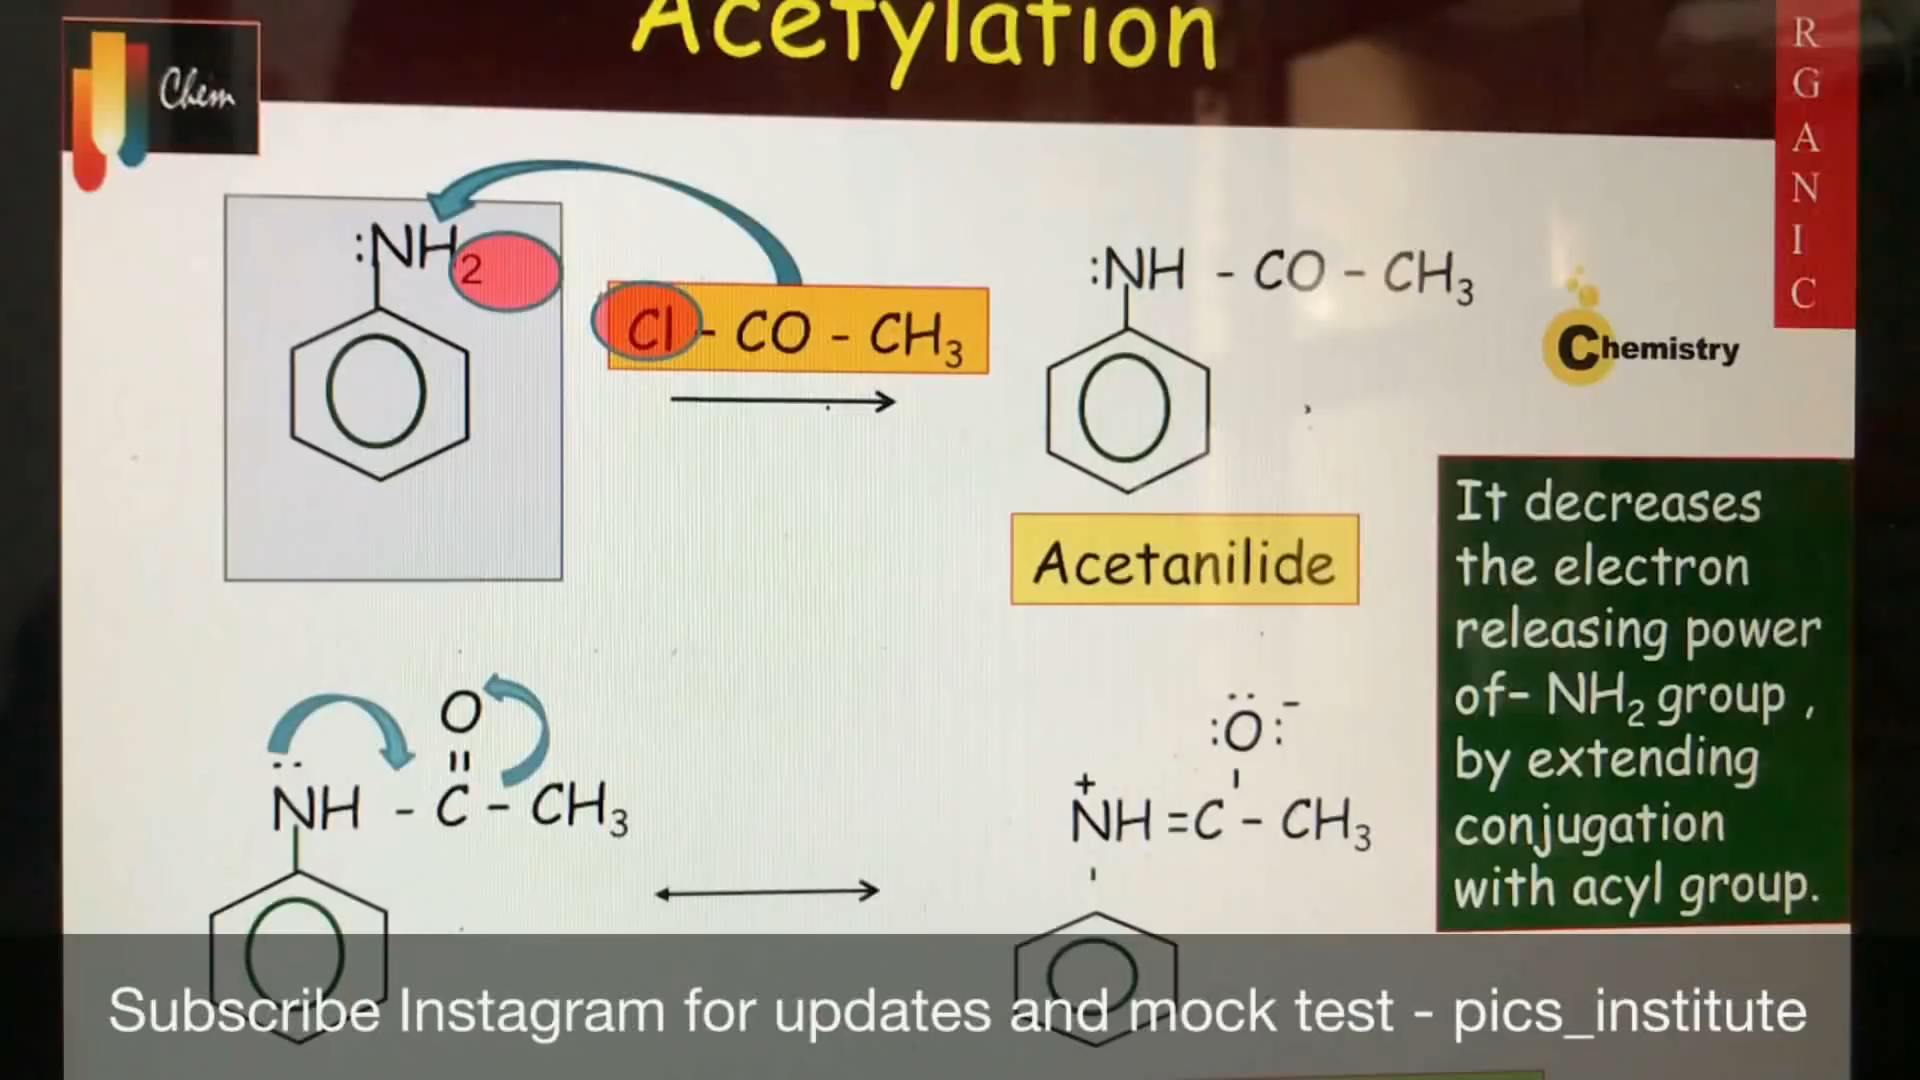 Acetylation
Chem
RGANIC
:NH2
Cl - CO - CH3
:NH - CO - CH3
Chemistry
Acetanilide
It decreases
the electron
releasing power
of- NH2 group ,
by extending
conjugation
with acyl group.
O
NH - C - CH3
:O:-
+
NH = C - CH3
Subscribe Instagram for updates and mock test - pics_institute